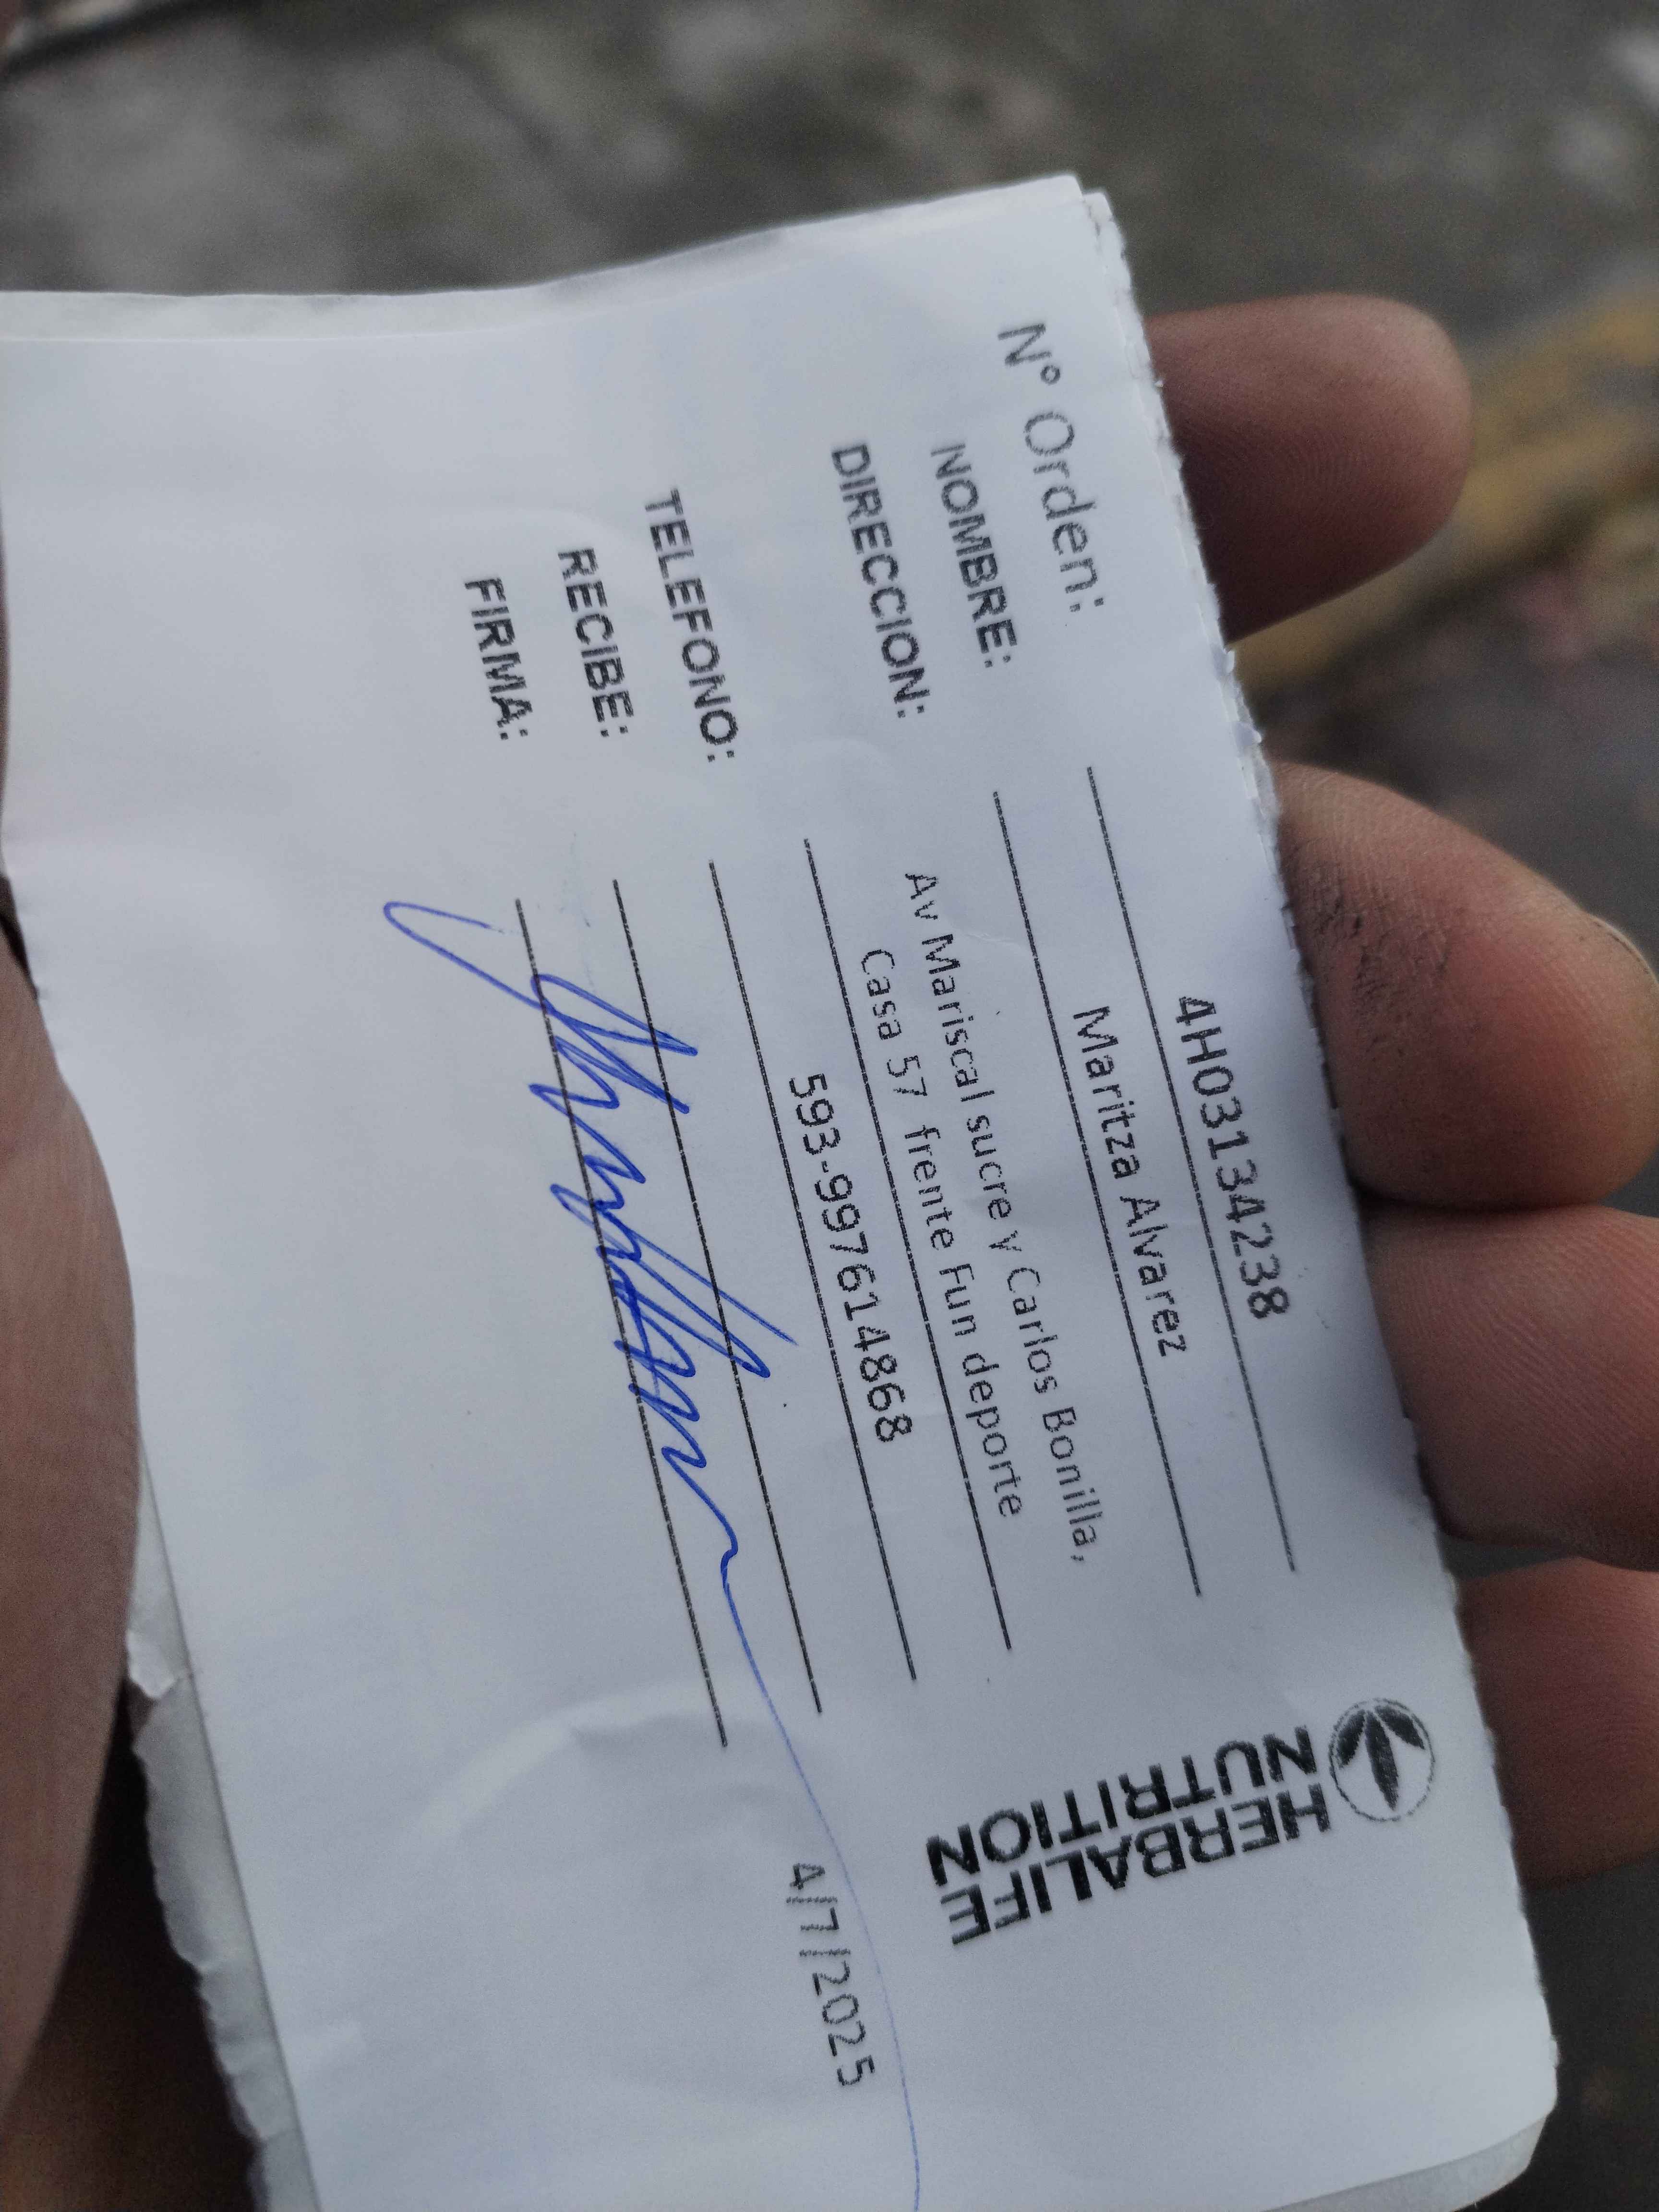 HERBALIFE
NUTRITION
N° Orden: 4H03134238
NOMBRE: Maritza Alvarez
DIRECCION: Av Mariscal sucre y Carlos Bonilla,
Casa 57 frente Fun deporte
TELEFONO: 593-997614868
RECIBE:
FIRMA:
4/7/2025